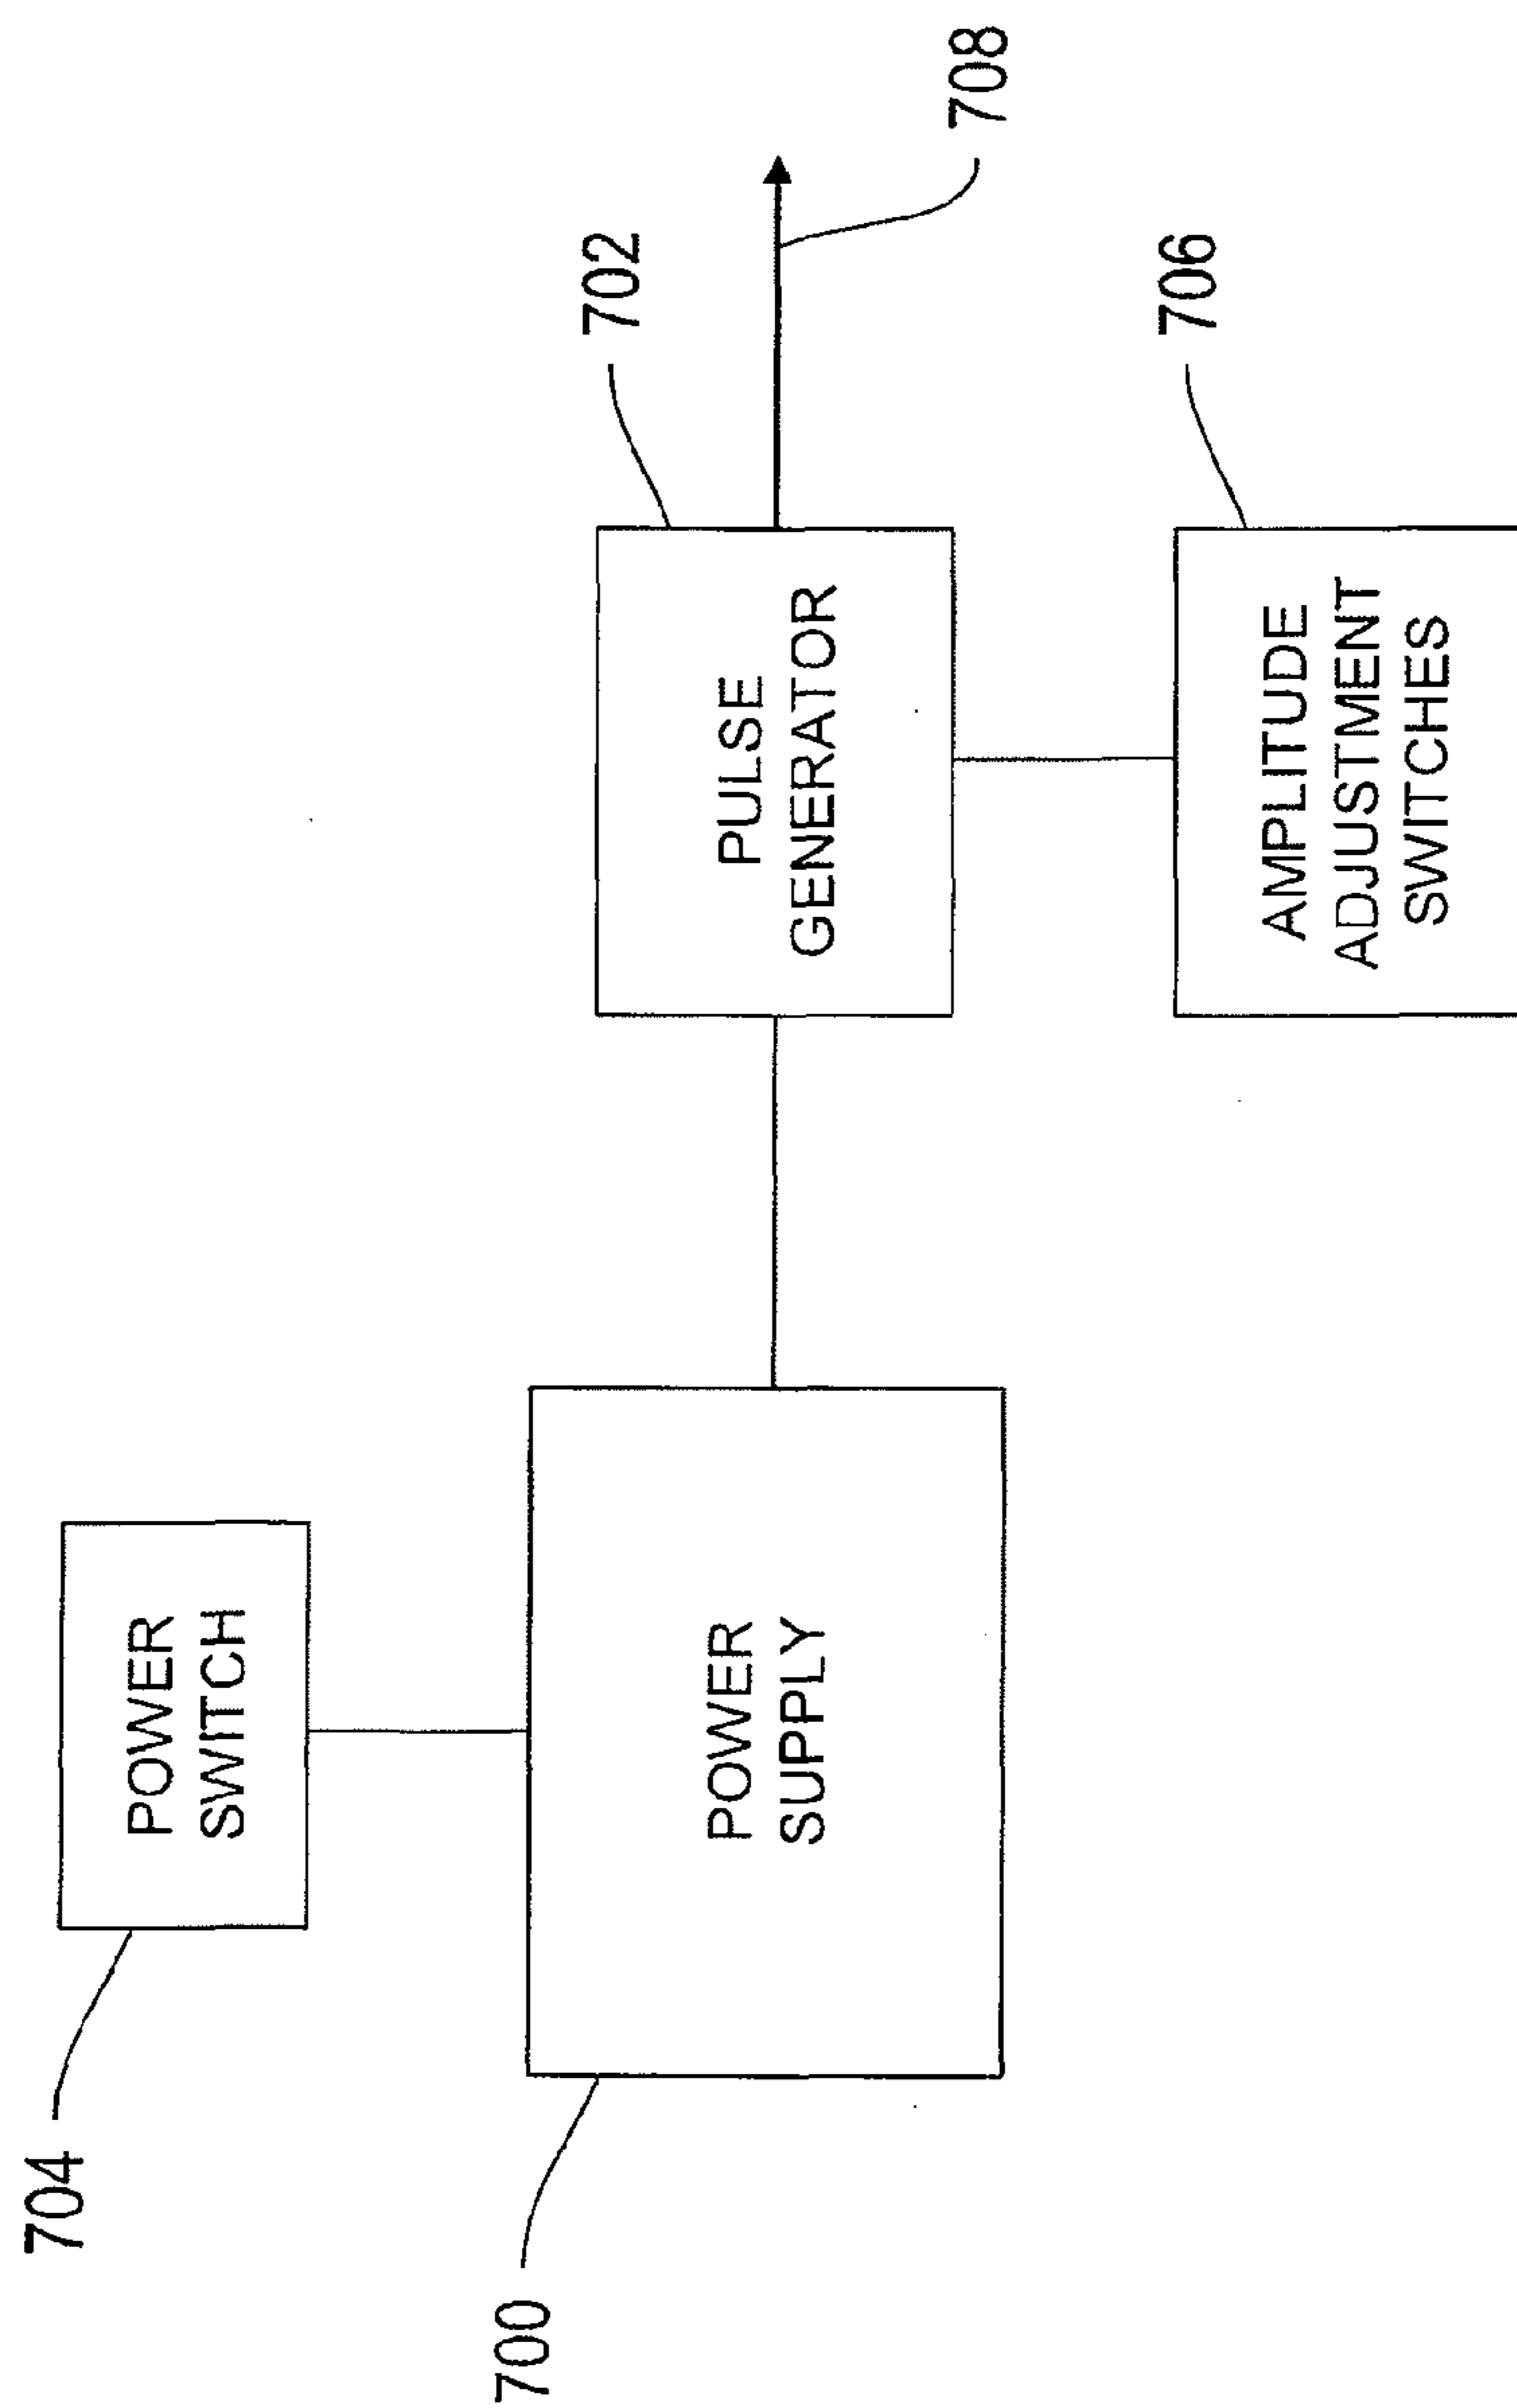 704
POWER
SWITCH
700
POWER
SUPPLY
702
PULSE
GENERATOR
708
706
AMPLITUDE
ADJUSTMENT
SWITCHES